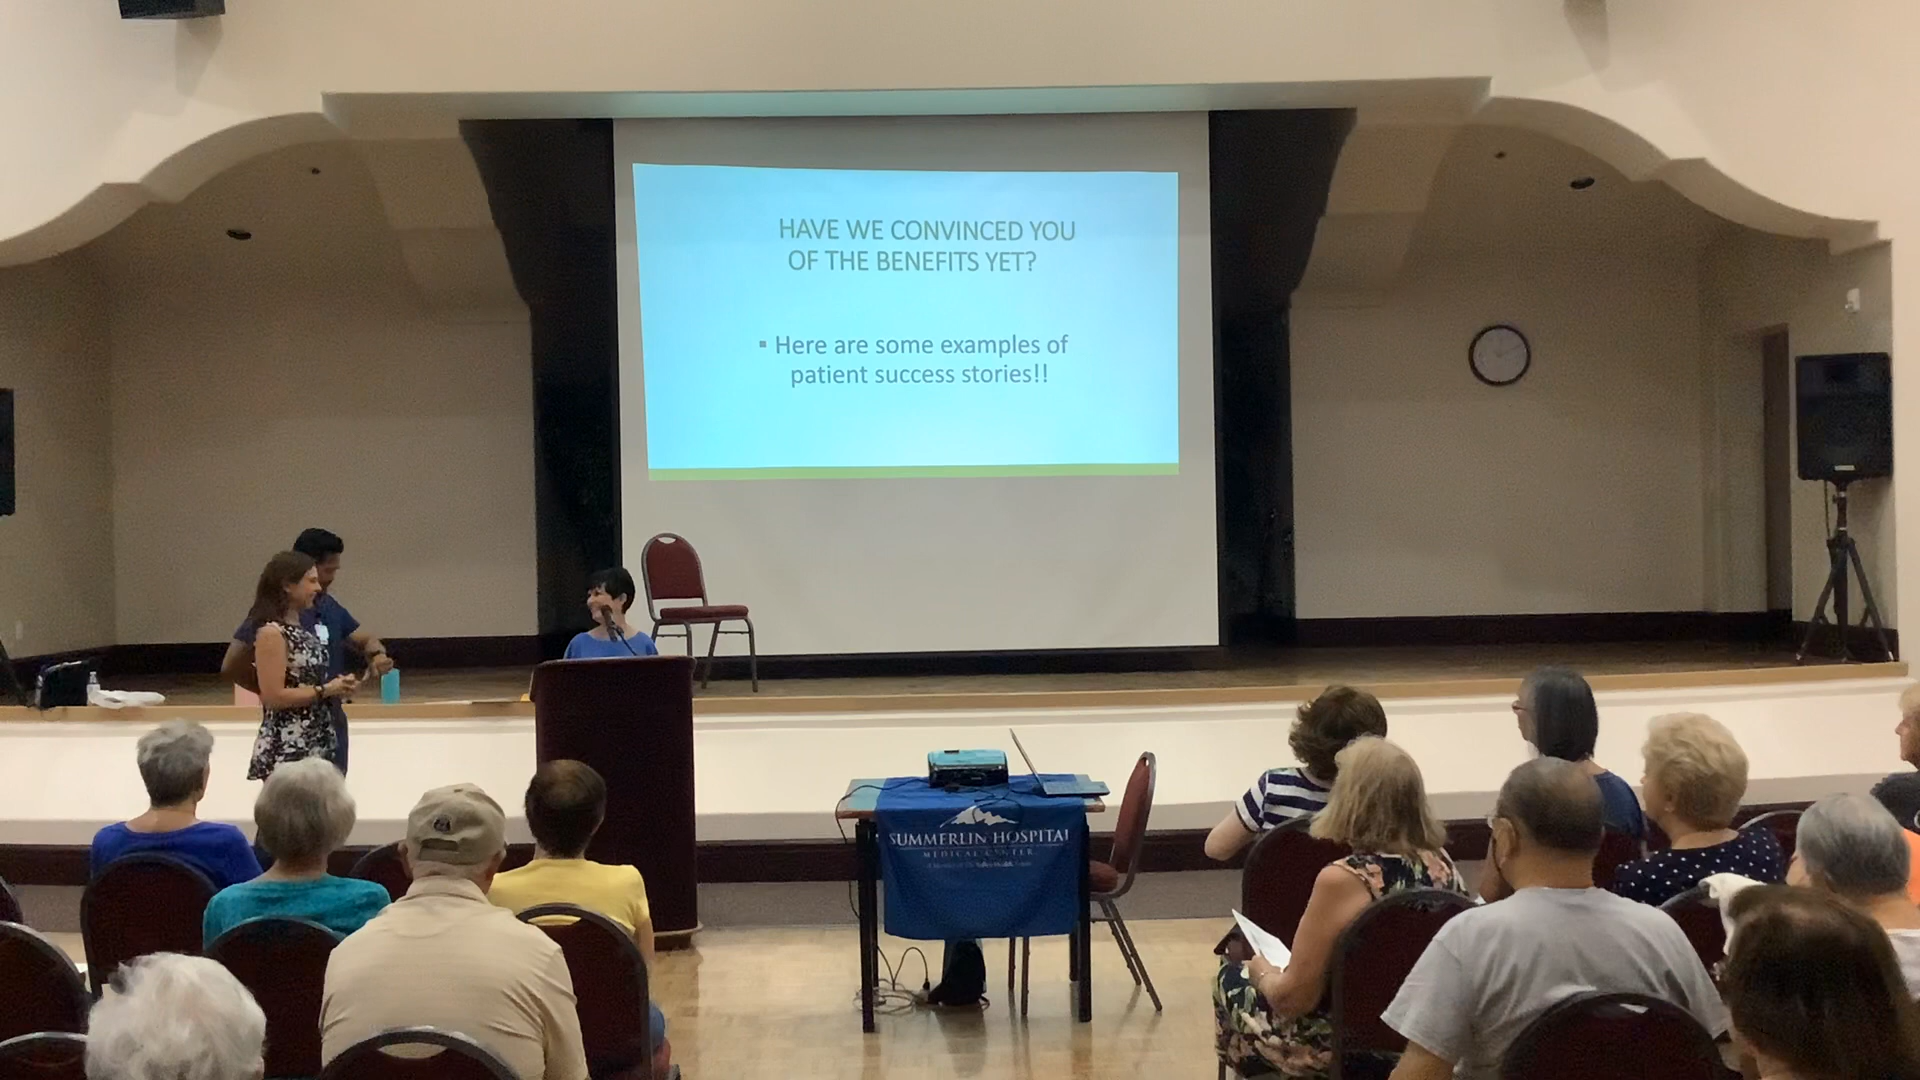 HAVE WE CONVINCED YOU
OF THE BENEFITS YET?
▪ Here are some examples of
patient success stories!!
SUMMERLIN HOSPITAL
MEDICAL CENTER